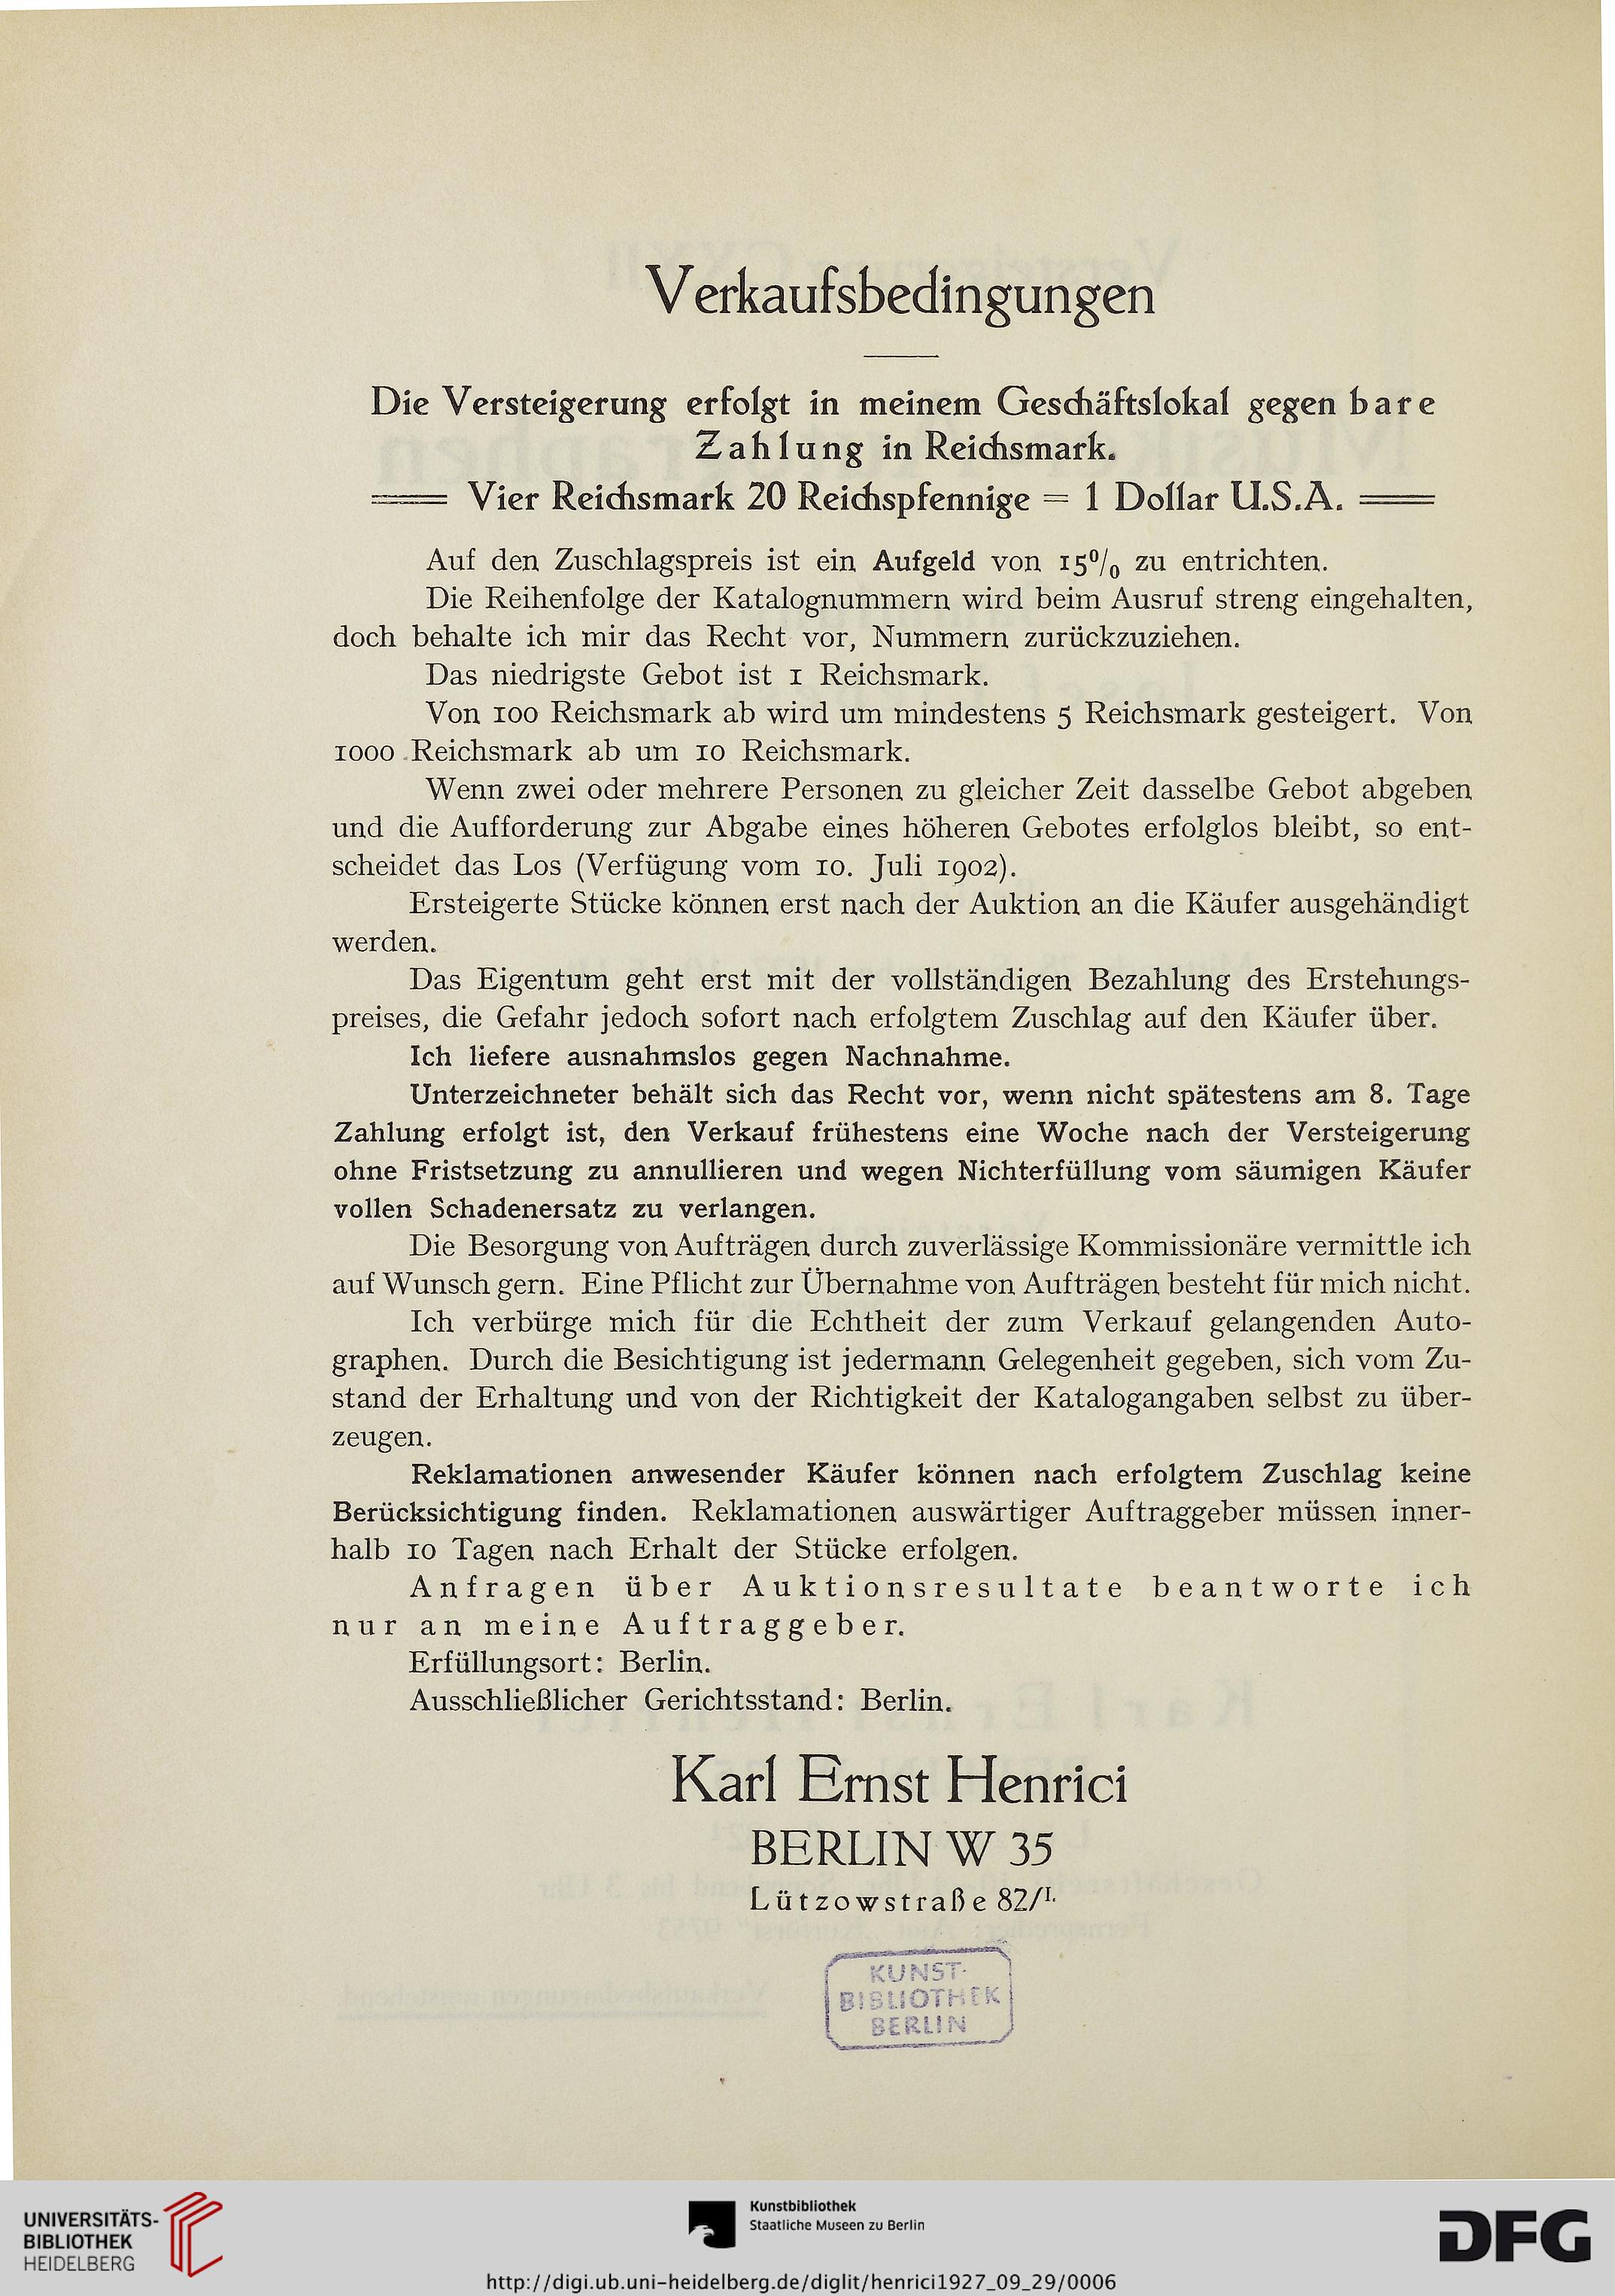 Verkaufsbedingungen
Die Versteigerung erfolgt in meinem Geschäftslokal gegen bare
Zahlung in Reichsmark.
Vier Reichsmark 20 Reichspfennige = 1 Dollar U.S.A.
Auf den Zuschlagspreis ist ein Aufgeld von 15% zu entrichten.
Die Reihenfolge der Katalognummern wird beim Ausruf streng eingehalten,
doch behalte ich mir das Recht vor, Nummern zurückzuziehen.
Das niedrigste Gebot ist 1 Reichsmark.
Von 100 Reichsmark ab wird um mindestens 5 Reichsmark gesteigert. Von
1000 Reichsmark ab um 10 Reichsmark.
Wenn zwei oder mehrere Personen zu gleicher Zeit dasselbe Gebot abgeben
und die Aufforderung zur Abgabe eines höheren Gebotes erfolglos bleibt, so ent-
scheidet das Los (Verfügung vom 10. Juli 1902).
Ersteigerte Stücke können erst nach der Auktion an die Käufer ausgehändigt
werden.
Das Eigentum geht erst mit der vollständigen Bezahlung des Erstehungs-
preises, die Gefahr jedoch sofort nach erfolgtem Zuschlag auf den Käufer über.
Ich liefere ausnahmslos gegen Nachnahme.
Unterzeichneter behält sich das Recht vor, wenn nicht spätestens am 8. Tage
Zahlung erfolgt ist, den Verkauf frühestens eine Woche nach der Versteigerung
ohne Fristsetzung zu annullieren und wegen Nichterfüllung vom säumigen Käufer
vollen Schadenersatz zu verlangen.
Die Besorgung von Aufträgen durch zuverlässige Kommissionäre vermittle ich
auf Wunsch gern. Eine Pflicht zur Übernahme von Aufträgen besteht für mich nicht.
Ich verbürge mich für die Echtheit der zum Verkauf gelangenden Auto-
graphen. Durch die Besichtigung ist jedermann Gelegenheit gegeben, sich vom Zu-
stand der Erhaltung und von der Richtigkeit der Katalogangaben selbst zu über-
zeugen.
Reklamationen anwesender Käufer können nach erfolgtem Zuschlag keine
Berücksichtigung finden. Reklamationen auswärtiger Auftraggeber müssen inner-
halb 10 Tagen nach Erhalt der Stücke erfolgen.
Anfragen über Auktionsresultate beantworte ich
nur an meine Auftraggeber.
Erfüllungsort: Berlin.
Ausschließlicher Gerichtsstand: Berlin.
Karl Ernst Henrici
BERLIN W 35
Lützowstraße 82/I.
KUNST-
BIBLIOTHEK
BERLIN
UNIVERSITÄTS-
BIBLIOTHEK
HEIDELBERG
Kunstbibliothek
Staatliche Museen zu Berlin
DFG
http://digi.ub.uni-heidelberg.de/diglit/henrici1927_09_29/0006